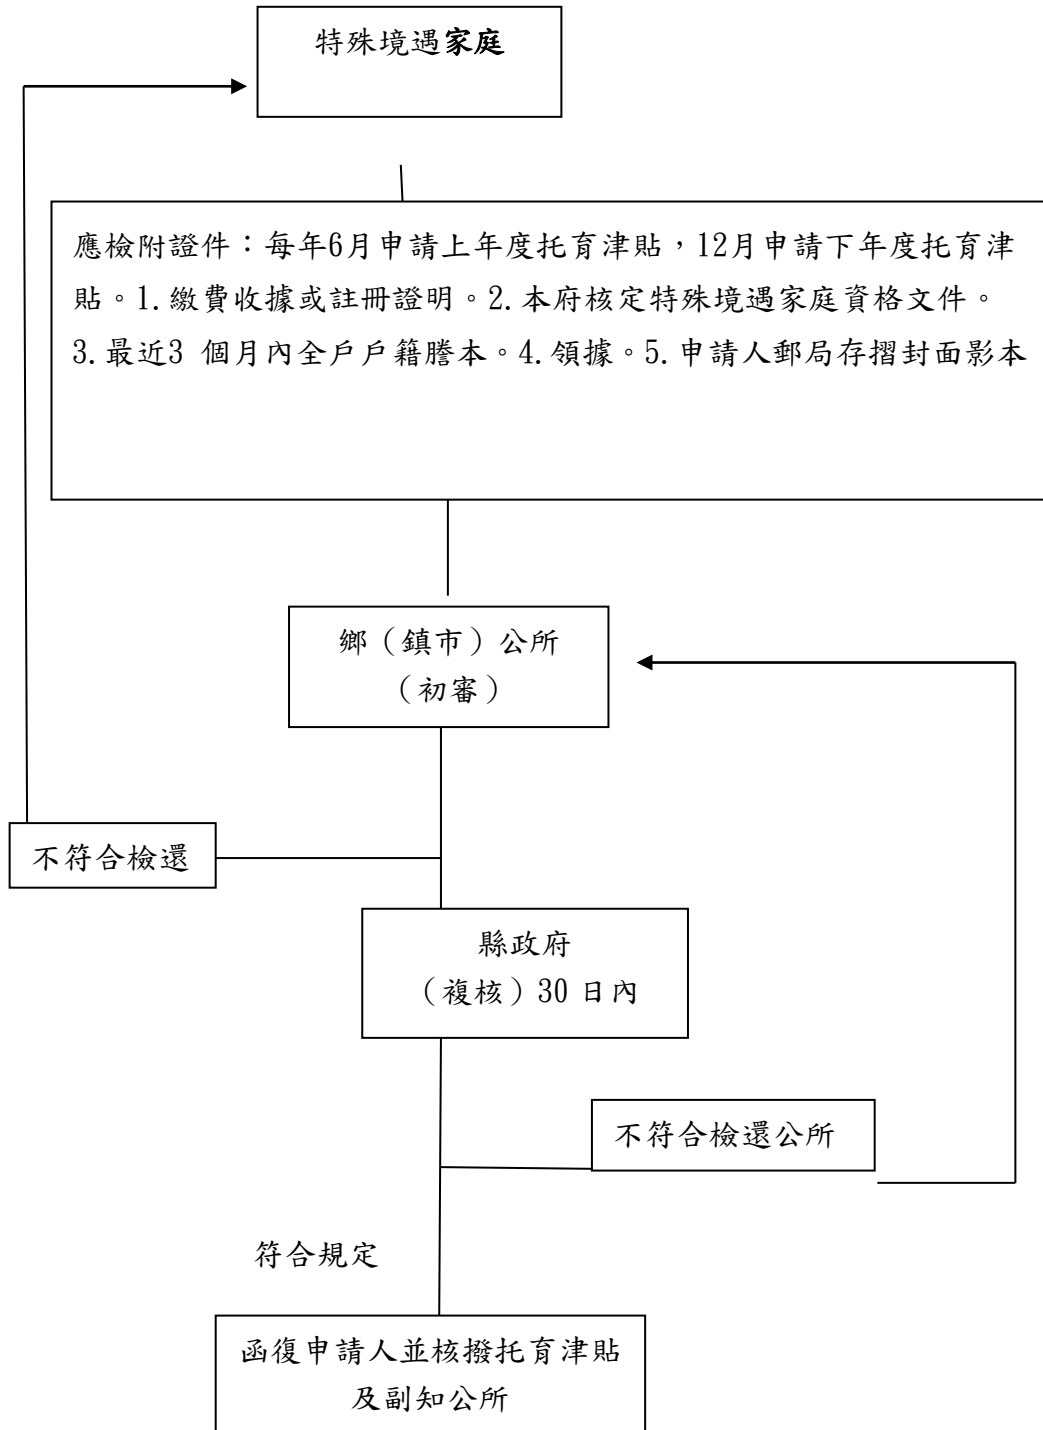 特殊境遇家庭
應檢附證件：每年6月申請上年度托育津貼，12月申請下年度托育津
貼。1.繳費收據或註冊證明。2.本府核定特殊境遇家庭資格文件。
3.最近3 個月內全戶戶籍謄本。4.領據。5.申請人郵局存摺封面影本
鄉（鎮市）公所
（初審）
不符合檢還
縣政府
（複核）30 日內
不符合檢還公所
符合規定
函復申請人並核撥托育津貼
及副知公所